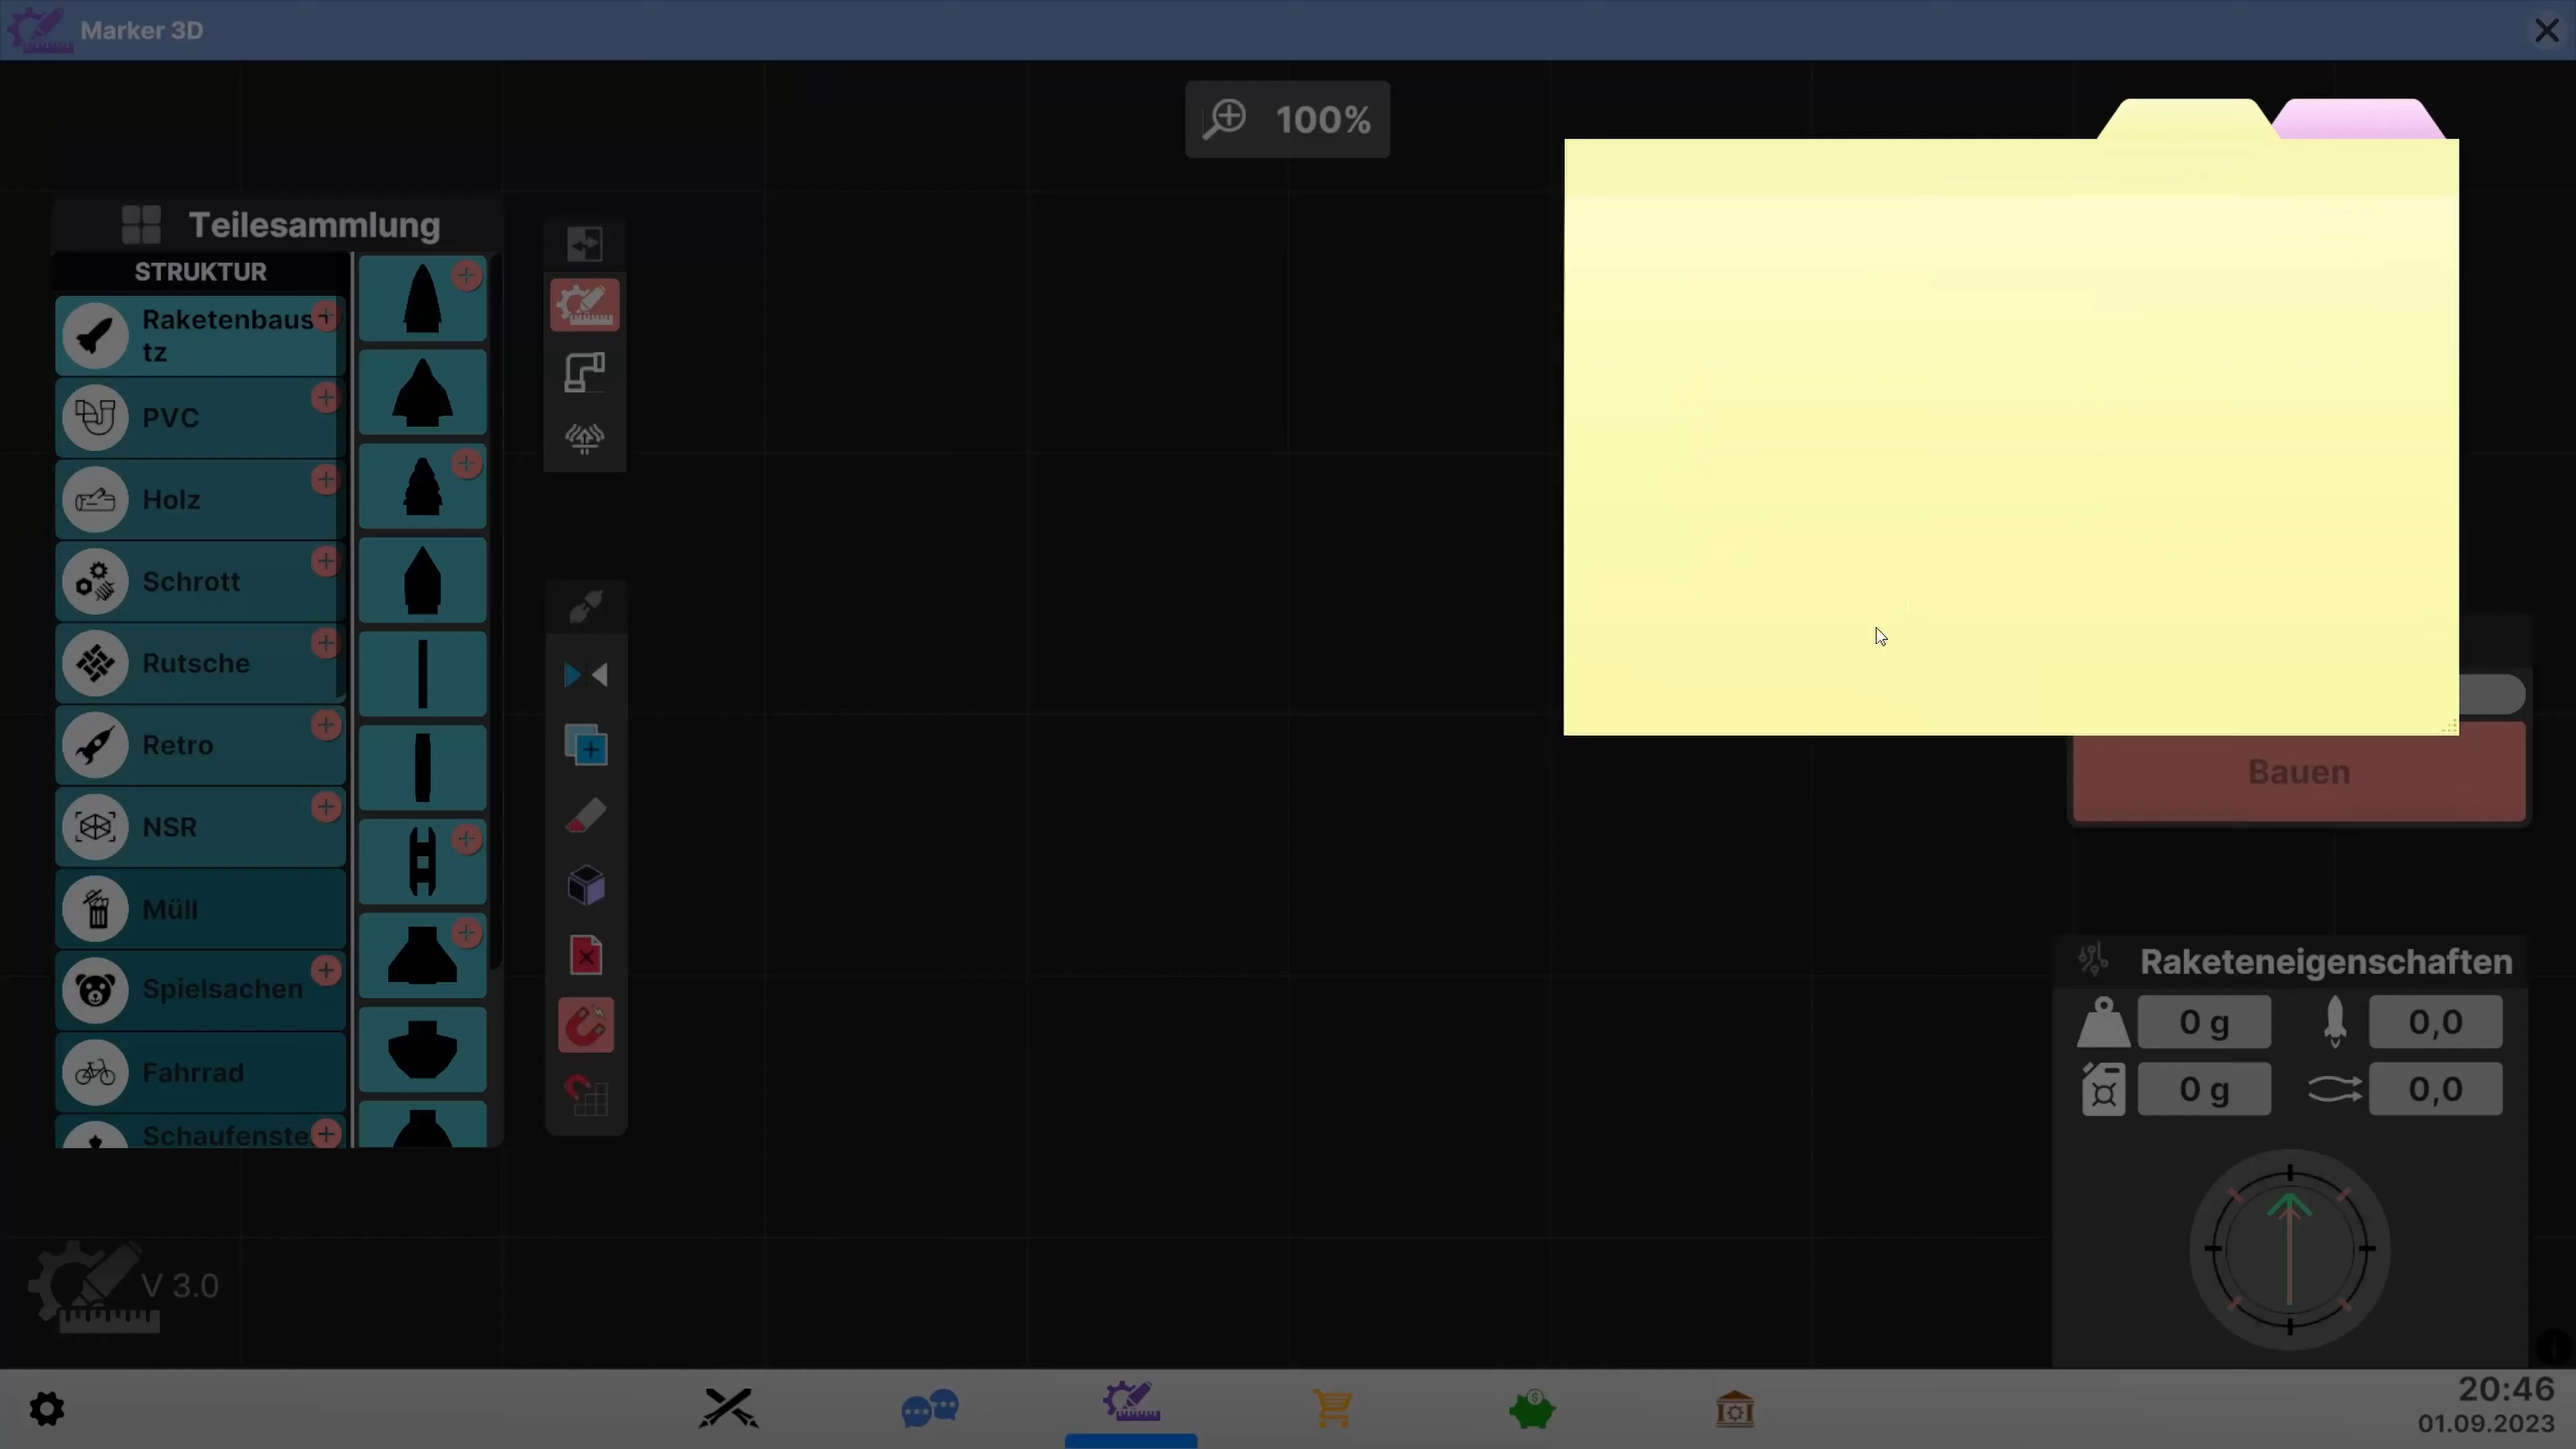 Marker 3D
100%
Teilesammlung
STRUKTUR
Raketenbaus
tz
PVC
Holz
Schrott
Rutsche
Retro
NSR
Müll
Spielsachen
Fahrrad
Schaufenste
Bauen
Raketeneigenschaften
0 g
0,0
0 g
0,0
V 3.0
20:46
01.09.2023